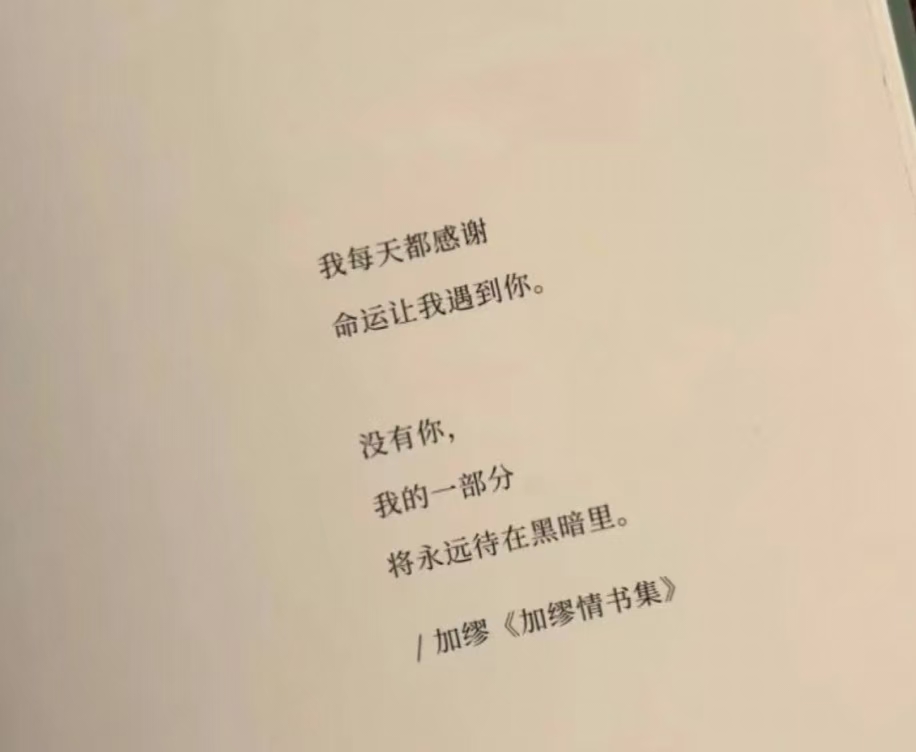 我每天都感谢
命运让我遇到你。
没有你，
我的一部分
将永远待在黑暗里。
/ 加缪《加缪情书集》